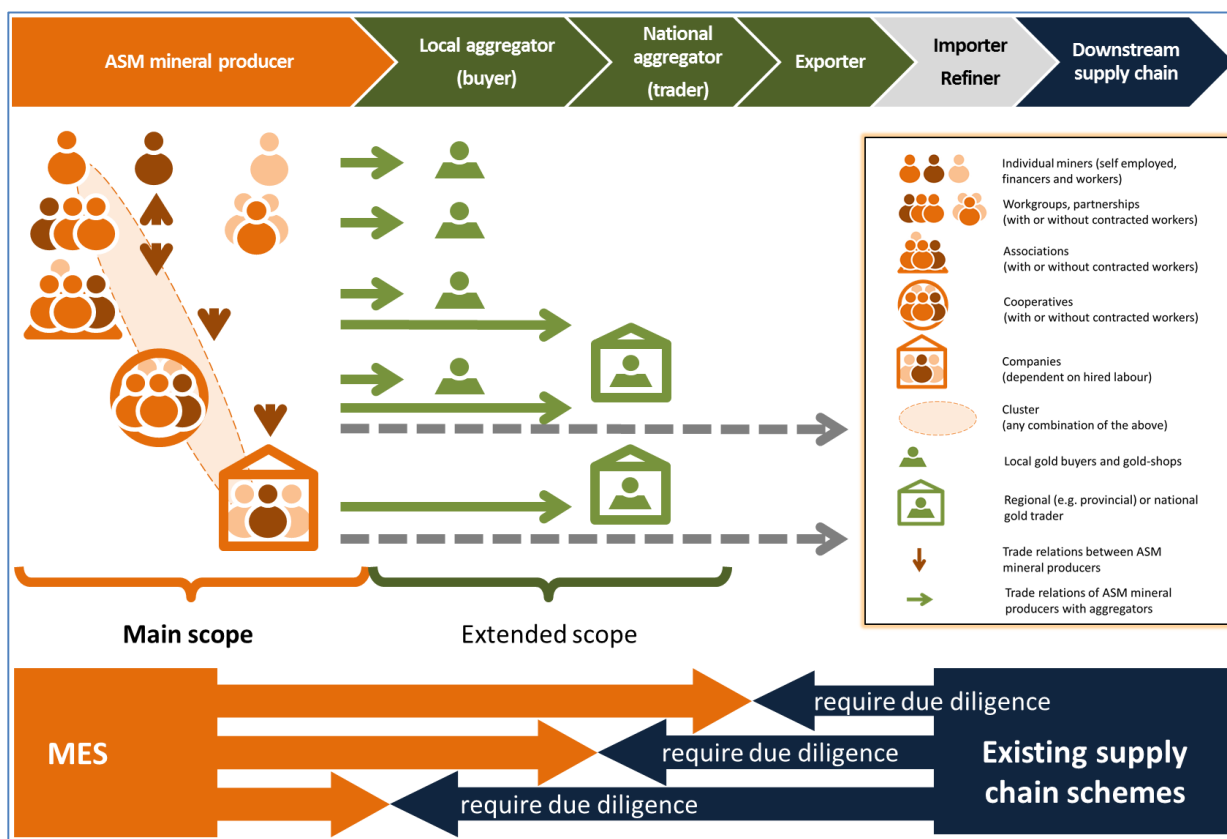 ASM mineral producer
Local aggregator
(buyer)
National
aggregator
(trader)
Exporter
Importer
Refiner
Downstream
supply chain
Individual miners (self employed,
financers and workers)
Workgroups, partnerships
(with or without contracted workers)
Associations
(with or without contracted workers)
Cooperatives
(with or without contracted workers)
Companies
(dependent on hired labour)
Cluster
(any combination of the above)
Local gold buyers and gold-shops
Regional (e.g. provincial) or national
gold trader
Trade relations between ASM
mineral producers
Trade relations of ASM mineral
producers with aggregators
Main scope
Extended scope
MES
require due diligence
require due diligence
require due diligence
Existing supply
chain schemes